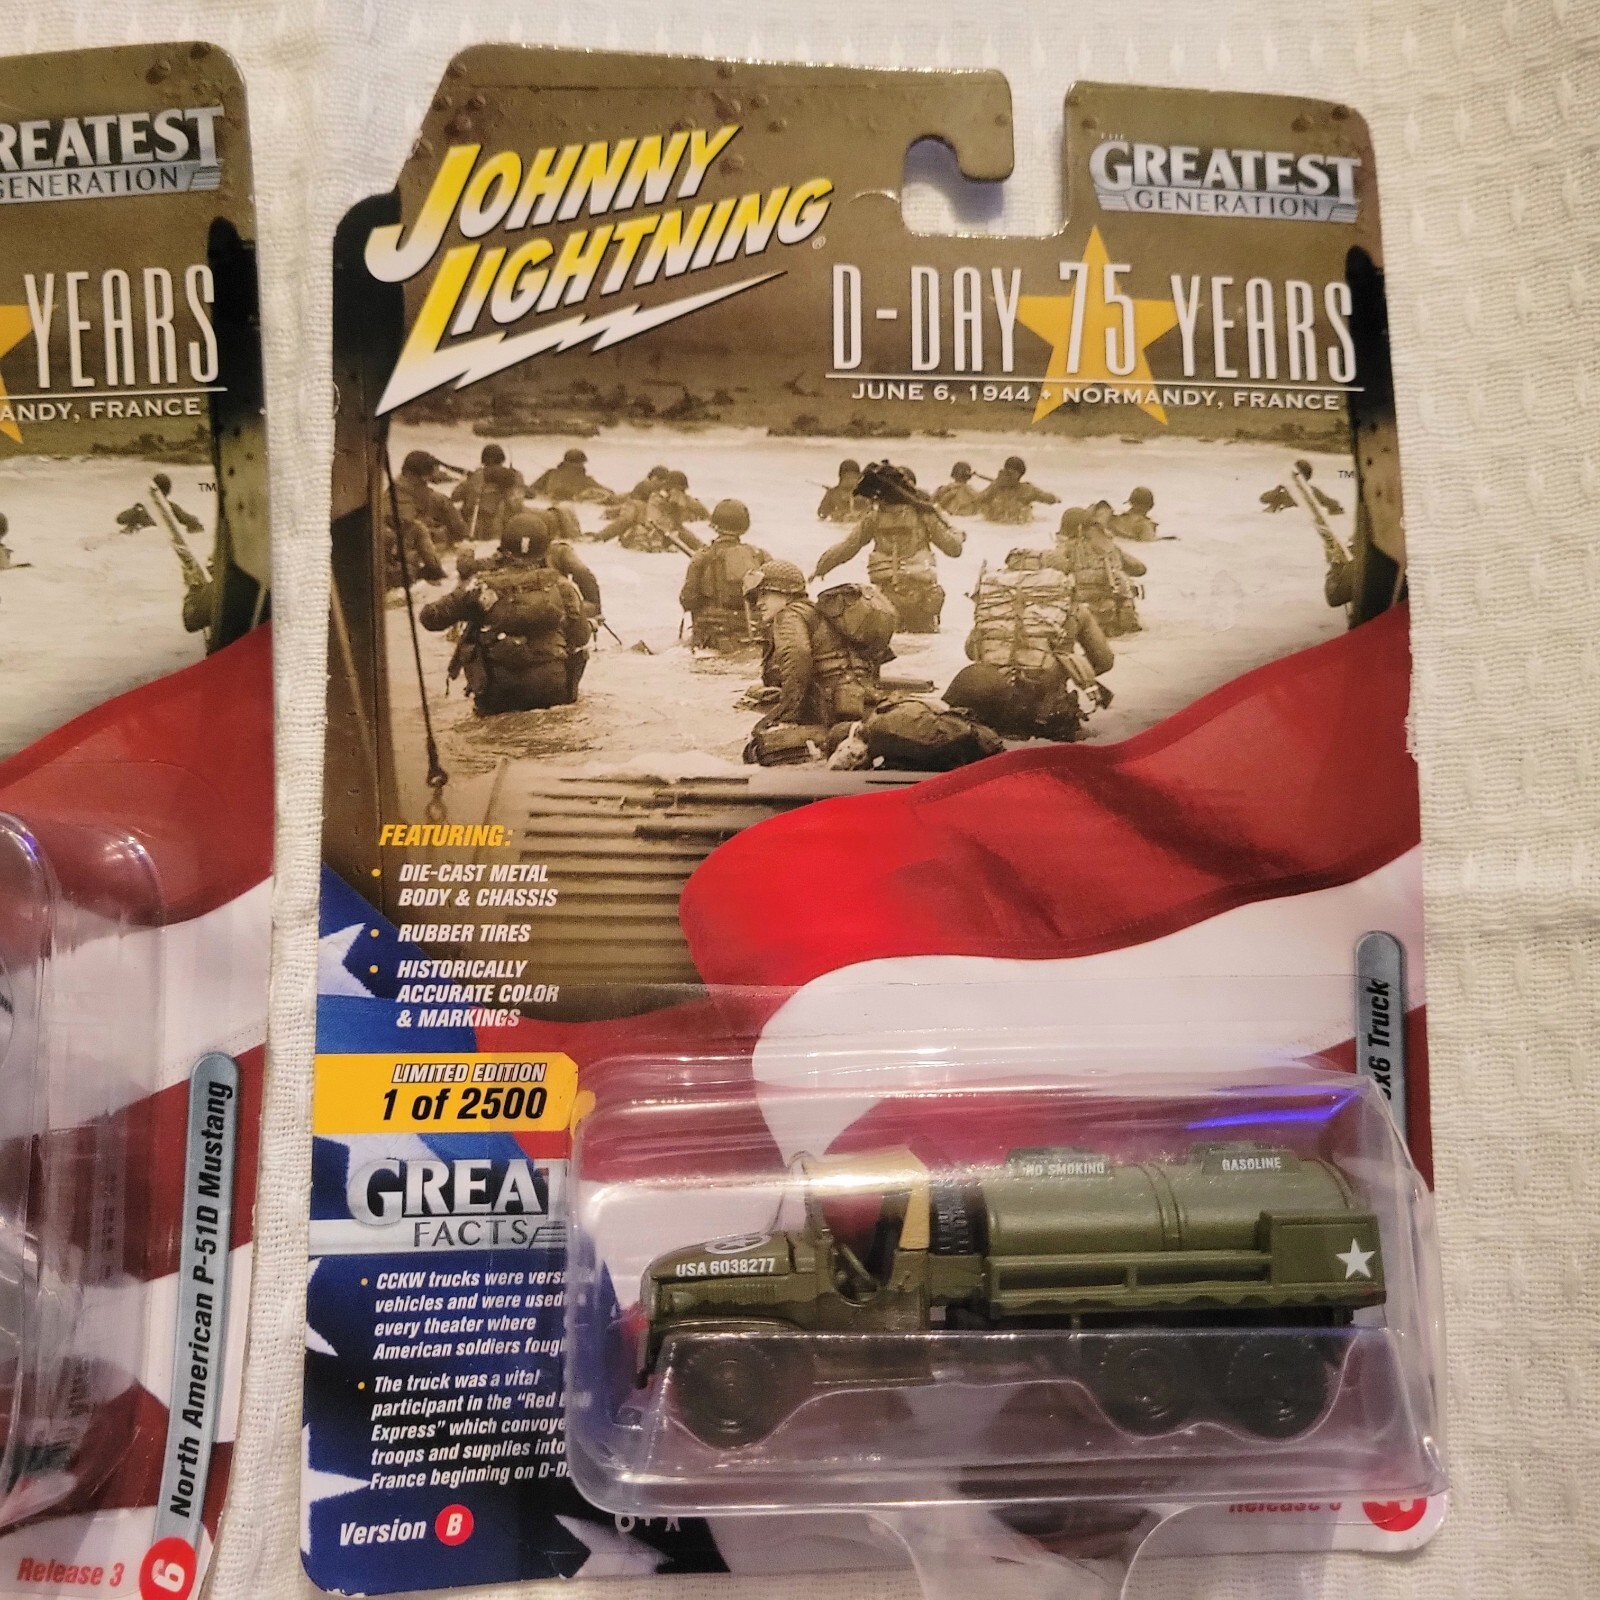 GREATEST
GENERATION
YEARS
FRANCE
TM
North American P-51D Mustang
Release 3
6
JOHNNY
LIGHTNING®
GREATEST
GENERATION
D-DAY 75 YEARS
JUNE 6, 1944 • NORMANDY, FRANCE
TM
FEATURING:
• DIE-CAST METAL
BODY & CHASSIS
• RUBBER TIRES
• HISTORICALLY
ACCURATE COLOR
& MARKINGS
LIMITED EDITION
1 of 2500
GREAT
FACTS
• CCKW trucks were
vehicles and were used
every theater where
American soldiers
• The truck was a vital
participant in the "Red
Express" which
troops and supplies into
France beginning on
Version B
Truck
NO SMOKING
GASOLINE
USA 6038277
Release